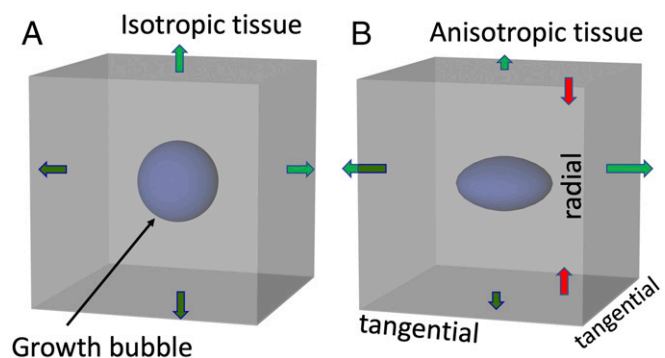 A
Isotropic tissue
B
Anisotropic tissue
radial
tangential
tangential
Growth bubble